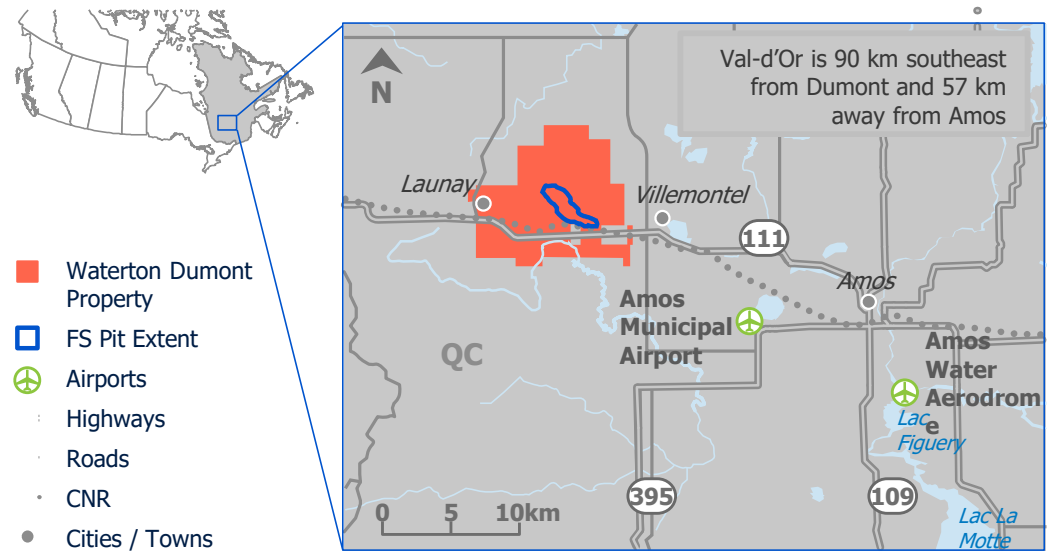 Val-d'Or is 90 km southeast
from Dumont and 57 km
away from Amos
N
Launay
Villemontel
111
Amos
Amos
Municipal
Airport
QC
Amos
Water
Aerodrom
e
Lac
Figuery
395
109
0 5 10km
Lac La
Motte
Waterton Dumont
Property
FS Pit Extent
Airports
Highways
Roads
CNR
Cities / Towns